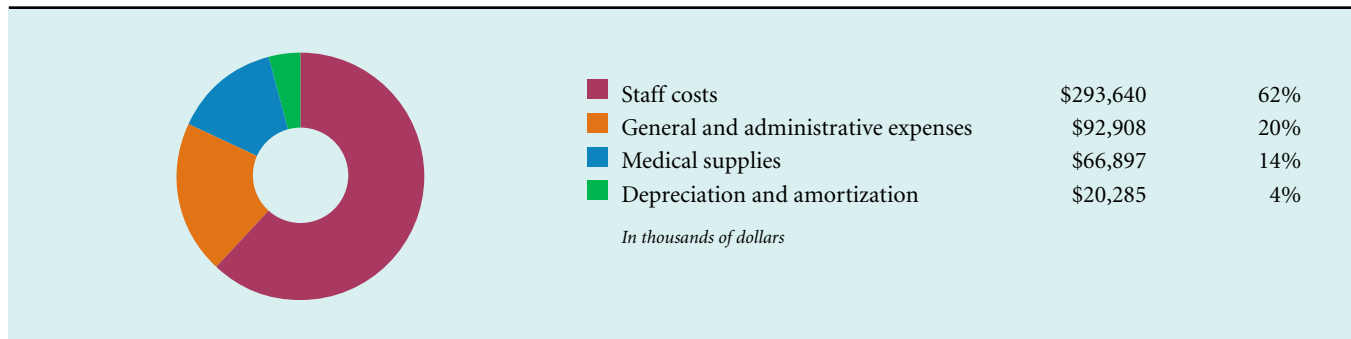 Staff costs $293,640 62%
General and administrative expenses $92,908 20%
Medical supplies $66,897 14%
Depreciation and amortization $20,285 4%
In thousands of dollars